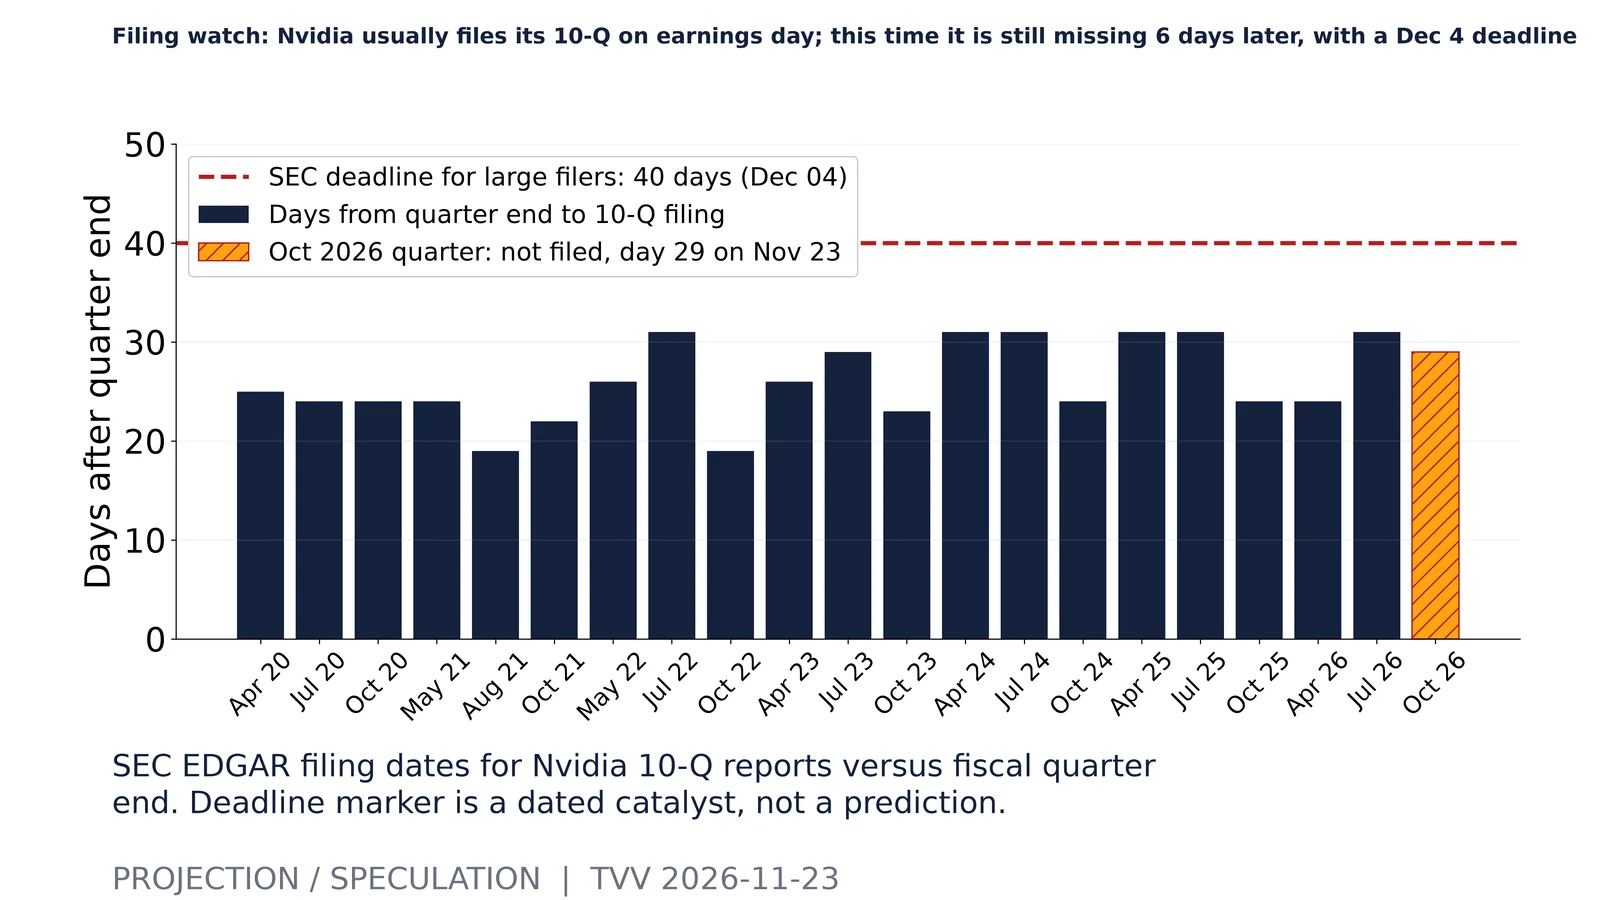 Filing watch: Nvidia usually files its 10-Q on earnings day; this time it is still missing 6 days later, with a Dec 4 deadline
Days after quarter end
50
40
30
20
10
0
SEC deadline for large filers: 40 days (Dec 04)
Days from quarter end to 10-Q filing
Oct 2026 quarter: not filed, day 29 on Nov 23
Apr 20
Jul 20
Oct 20
May 21
Aug 21
Oct 21
May 22
Jul 22
Oct 22
Apr 23
Jul 23
Oct 23
Apr 24
Jul 24
Oct 24
Apr 25
Jul 25
Oct 25
Apr 26
Jul 26
Oct 26
SEC EDGAR filing dates for Nvidia 10-Q reports versus fiscal quarter
end. Deadline marker is a dated catalyst, not a prediction.
PROJECTION / SPECULATION | TVV 2026-11-23